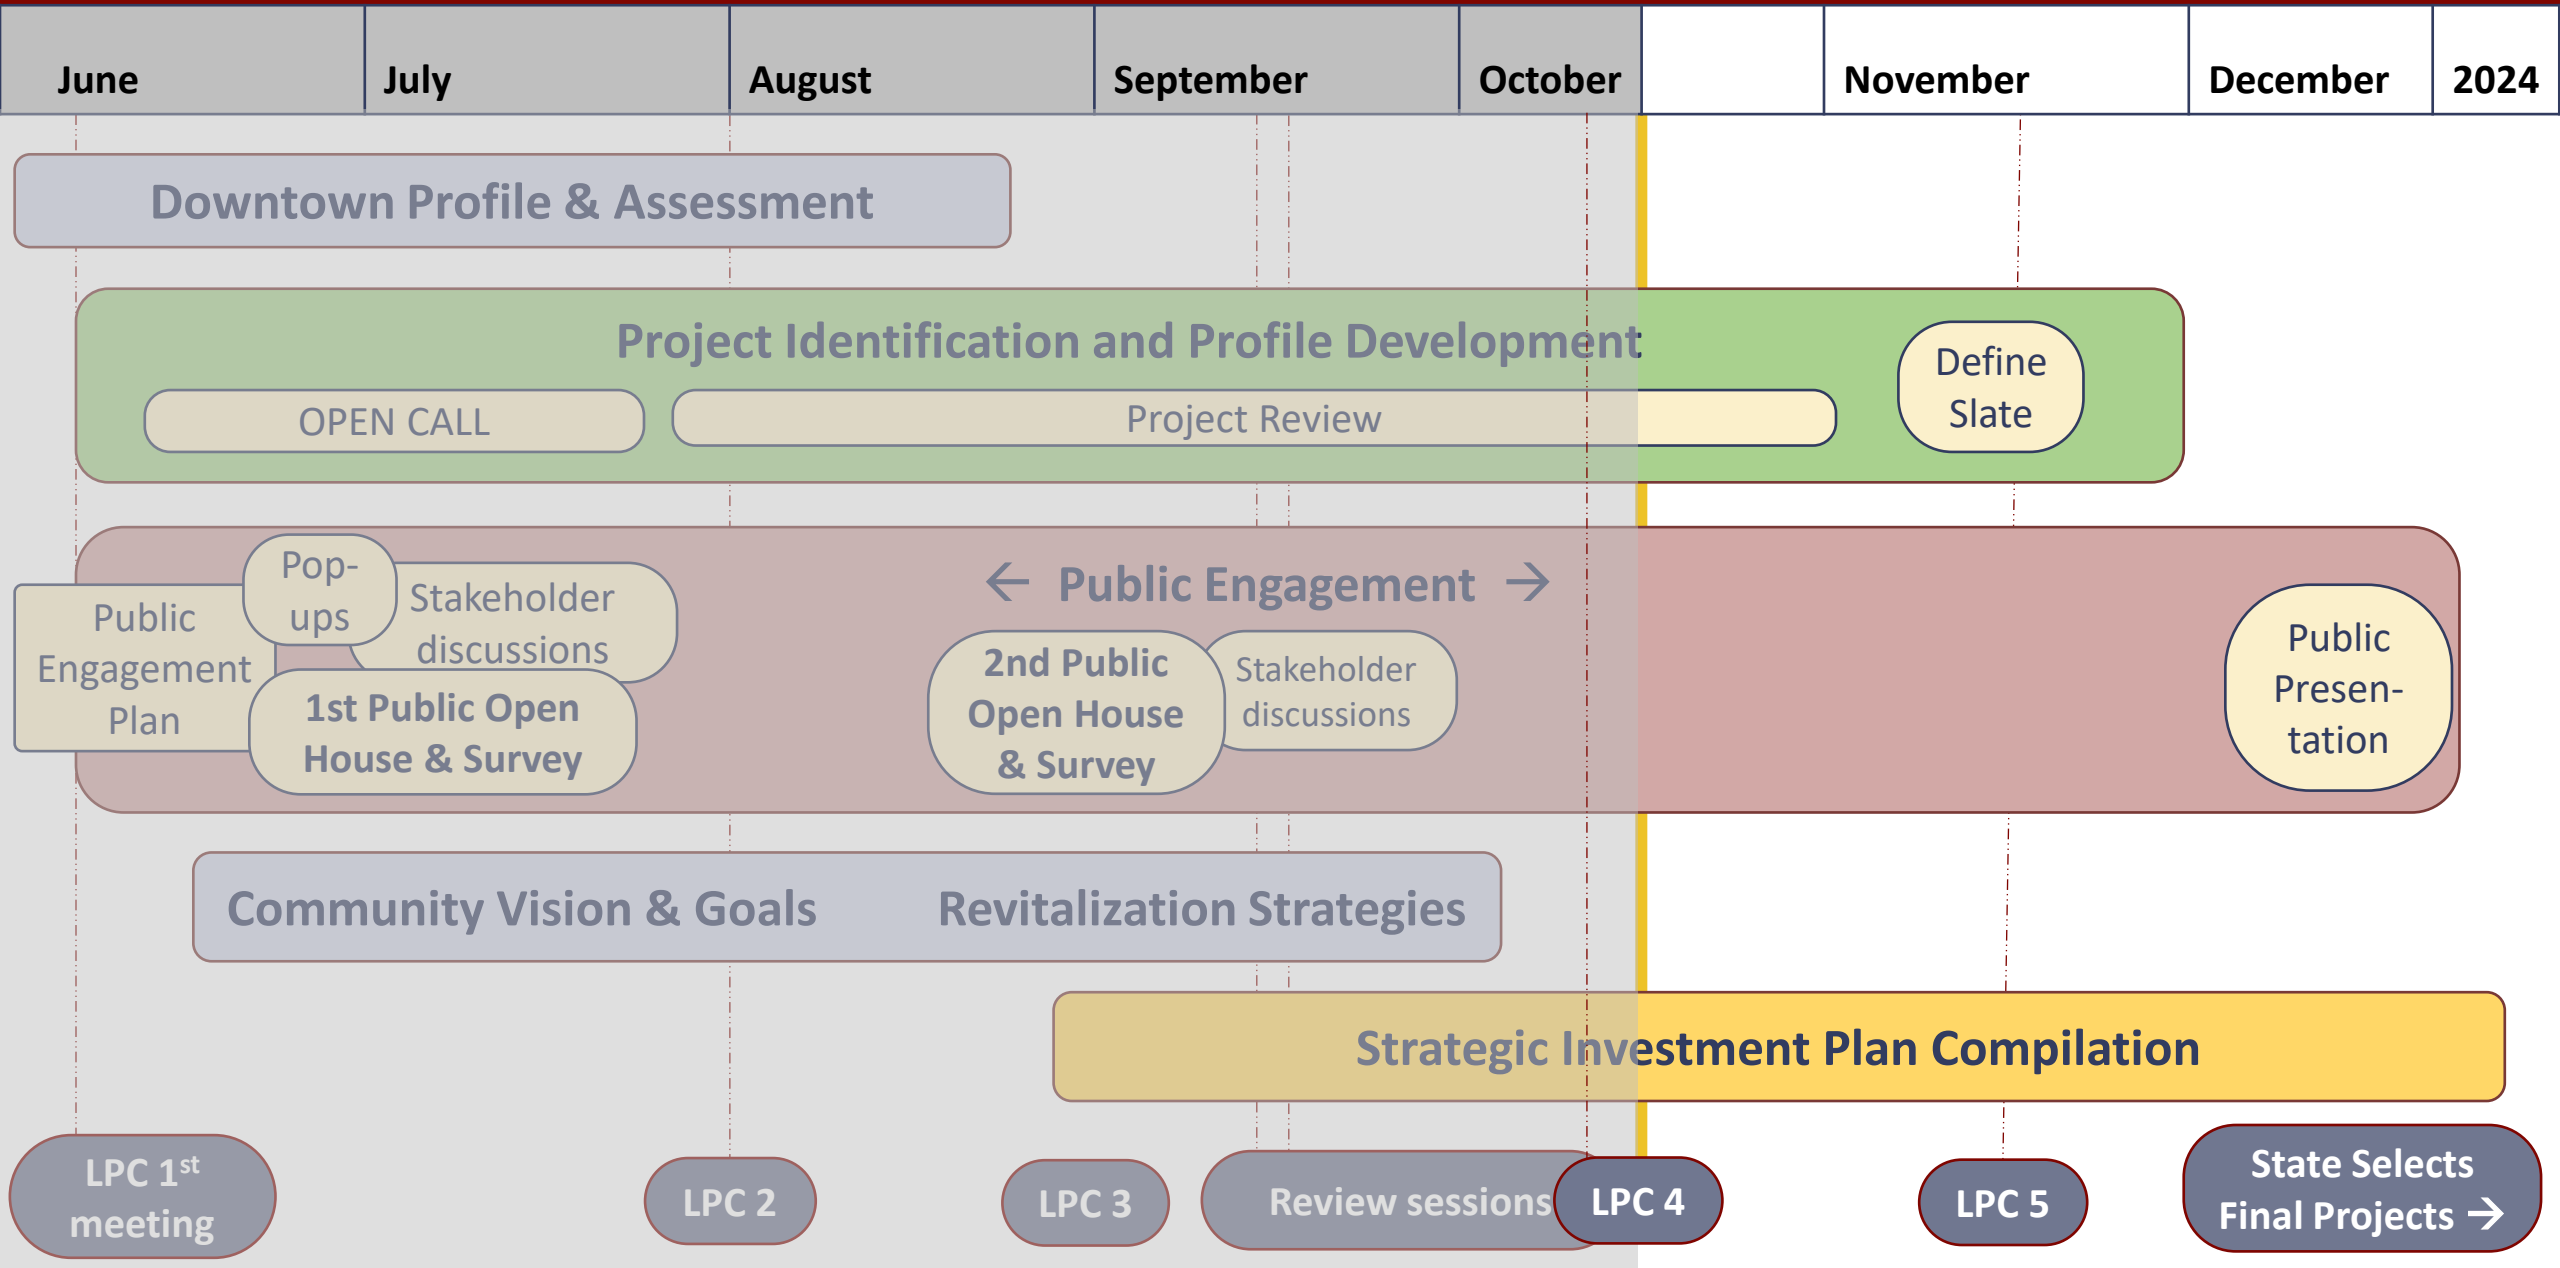 June July August September October November December 2024
Downtown Profile & Assessment
Project Identification and Profile Development
OPEN CALL
Project Review
Define
Slate
Public
Engagement
Plan
Pop-
ups
Stakeholder
discussions
1st Public Open
House & Survey
← Public Engagement →
2nd Public
Open House
& Survey
Stakeholder
discussions
Public
Presen-
tation
Community Vision & Goals Revitalization Strategies
Strategic Investment Plan Compilation
LPC 1st
meeting
LPC 2
LPC 3
Review sessions
LPC 4
LPC 5
State Selects
Final Projects →